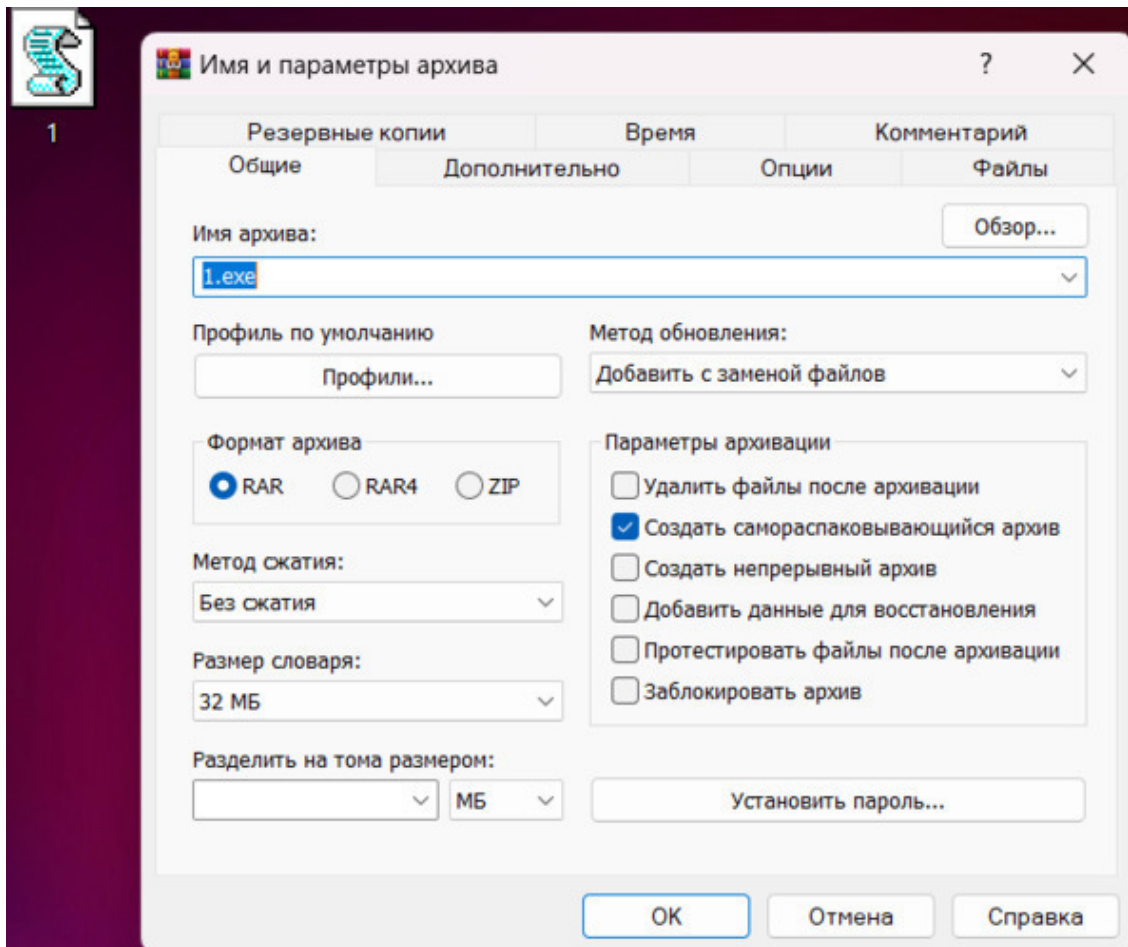 1
Имя и параметры архива
?
Резервные копии Время Комментарий
Общие Дополнительно Опции Файлы
Имя архива: Обзор...
1.exe
Профиль по умолчанию Метод обновления:
Профили... Добавить с заменой файлов
Формат архива Параметры архивации
RAR RAR4 ZIP Удалить файлы после архивации
Создать самораспаковывающийся архив
Метод сжатия: Создать непрерывный архив
Без сжатия Добавить данные для восстановления
Размер словаря: Протестировать файлы после архивации
32 МБ Заблокировать архив
Разделить на тома размером:
МБ Установить пароль...
ОК Отмена Справка